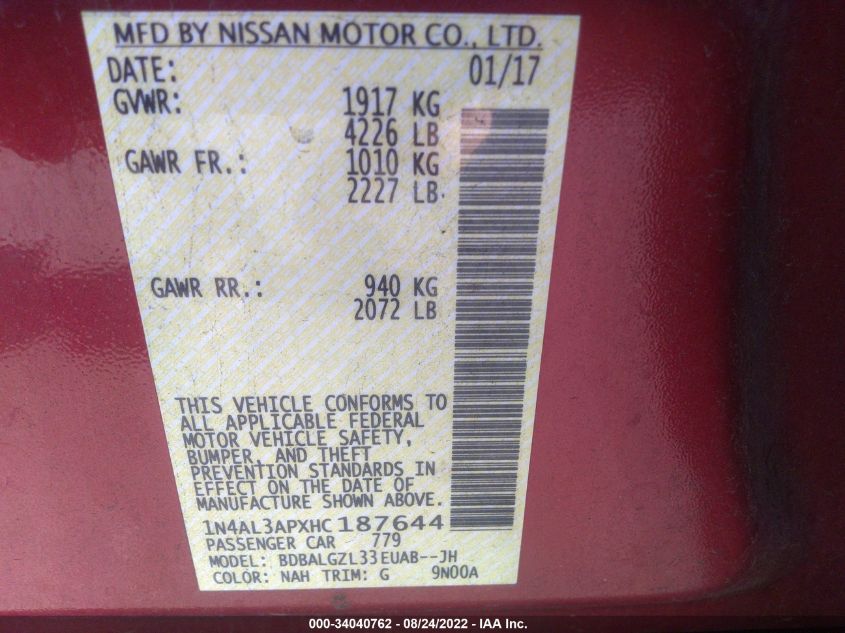 MFD BY NISSAN MOTOR CO., LTD.
DATE: 01/17
GVWR: 1917 KG
4226 LB
GAWR FR.: 1010 KG
2227 LB.
GAWR RR.: 940 KG
2072 LB
THIS VEHICLE CONFORMS TO
ALL APPLICABLE FEDERAL
MOTOR VEHICLE SAFETY,
BUMPER, AND THEFT
PREVENTION STANDARDS IN
EFFECT ON THE DATE OF
MANUFACTURE SHOWN ABOVE.
1N4AL3APXHC187644
PASSENGER CAR 779
MODEL: BDBALGZL33EUAB--JH
COLOR: NAH TRIM: G 9N00A
000-34040762 - 08/24/2022 - IAA Inc.